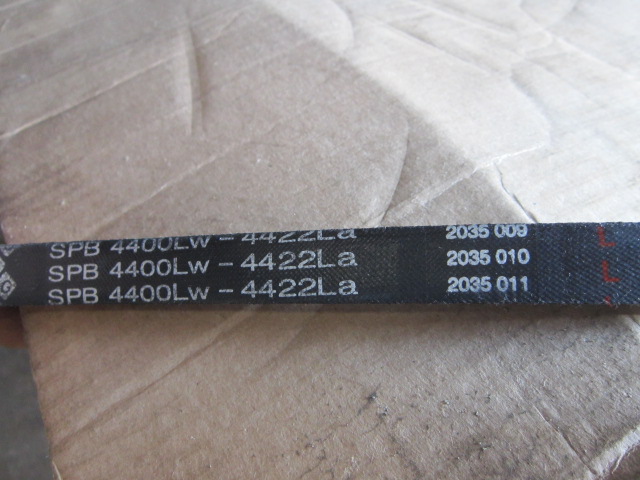 SPB 4400Lw - 4422La 2035 009
SPB 4400Lw - 4422La 2035 010
SPB 4400Lw - 4422La 2035 011